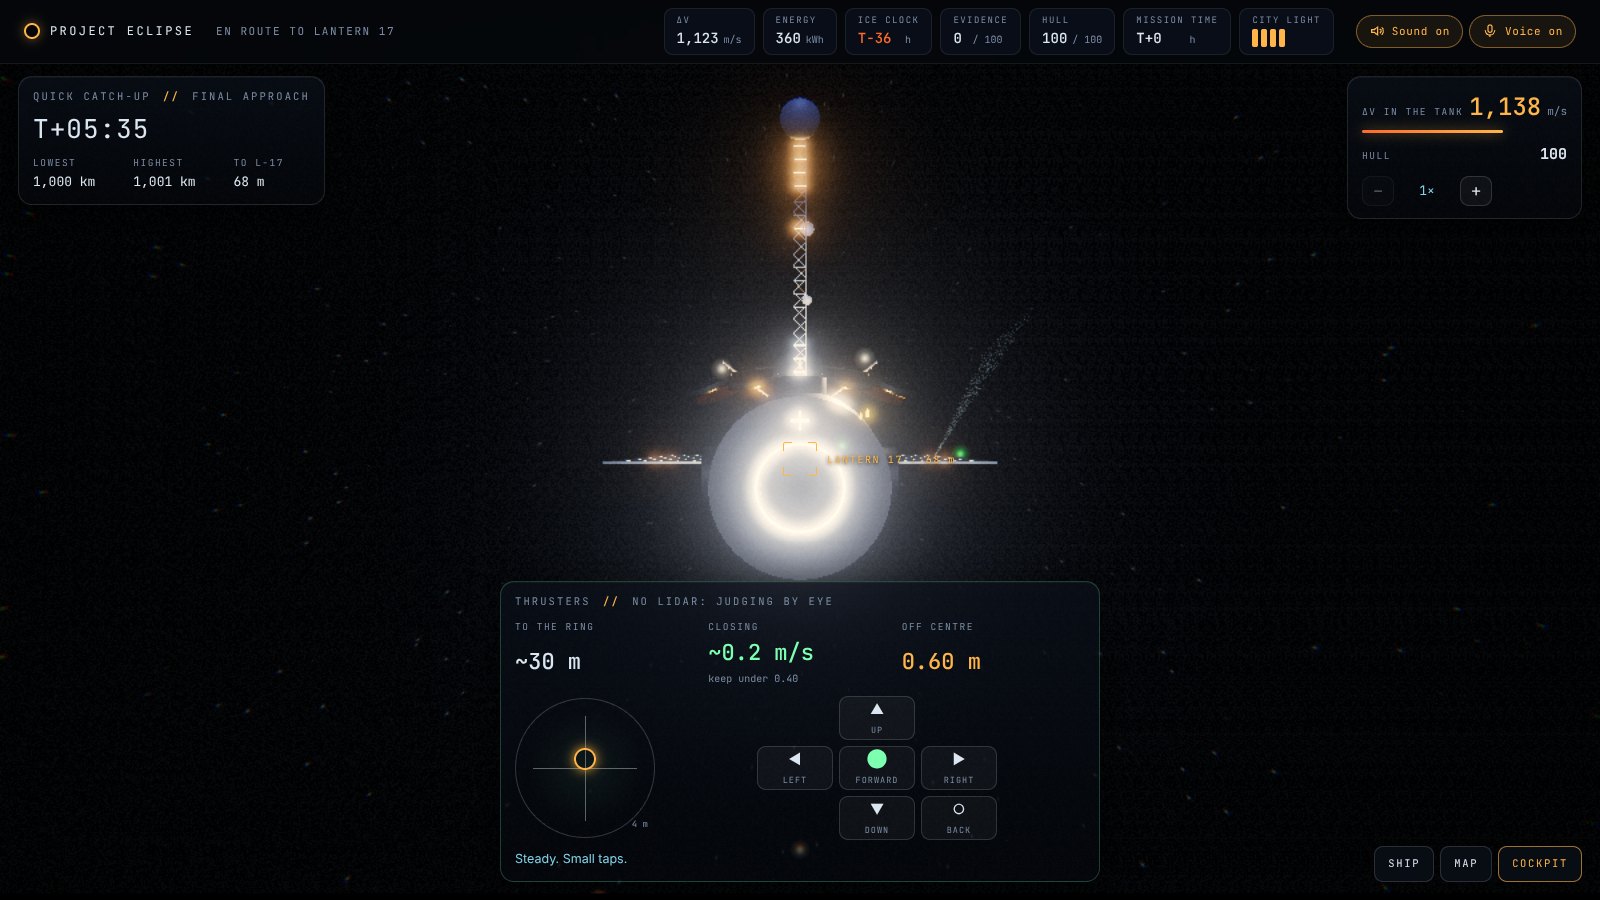 PROJECT ECLIPSE EN ROUTE TO LANTERN 17
ΔV 1,123 m/s
ENERGY 360 kWh
ICE CLOCK T-36 h
EVIDENCE 0 / 100
HULL 100 / 100
MISSION TIME T+0 h
CITY LIGHT
Sound on
Voice on
QUICK CATCH-UP // FINAL APPROACH
T+05:35
LOWEST HIGHEST TO L-17
1,000 km 1,001 km 68 m
ΔV IN THE TANK 1,138 m/s
HULL 100
− 1× +
LANTERN 17 68 m
THRUSTERS // NO LIDAR: JUDGING BY EYE
TO THE RING CLOSING OFF CENTRE
~30 m ~0.2 m/s 0.60 m
keep under 0.40
UP
LEFT FORWARD RIGHT
4 m
DOWN BACK
Steady. Small taps.
SHIP MAP COCKPIT